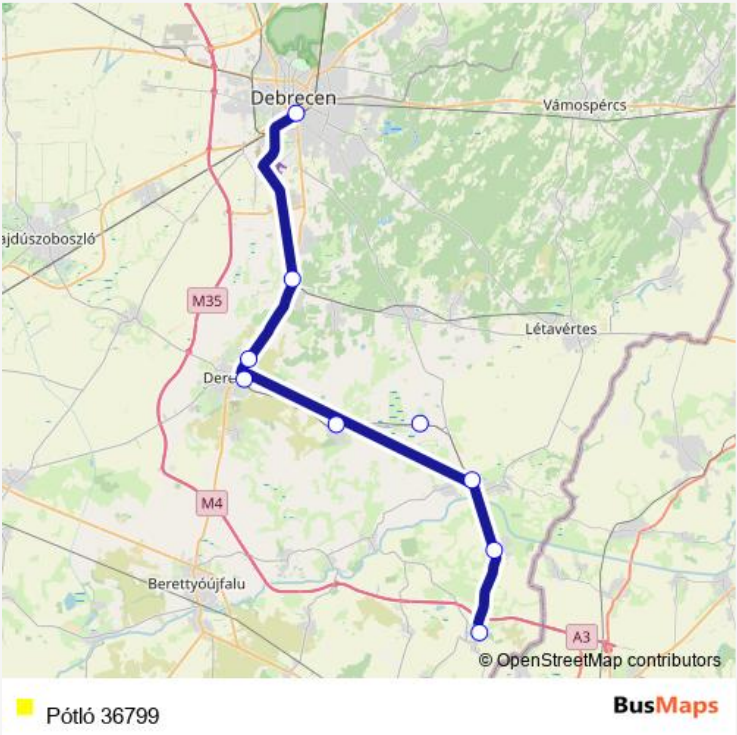 Debrecen
Vámospércs
ajdúszoboszló
M35
Létavértes
Dere
M4
Berettyóújfalu
A3
© OpenStreetMap contributors
Pótló 36799
BusMaps